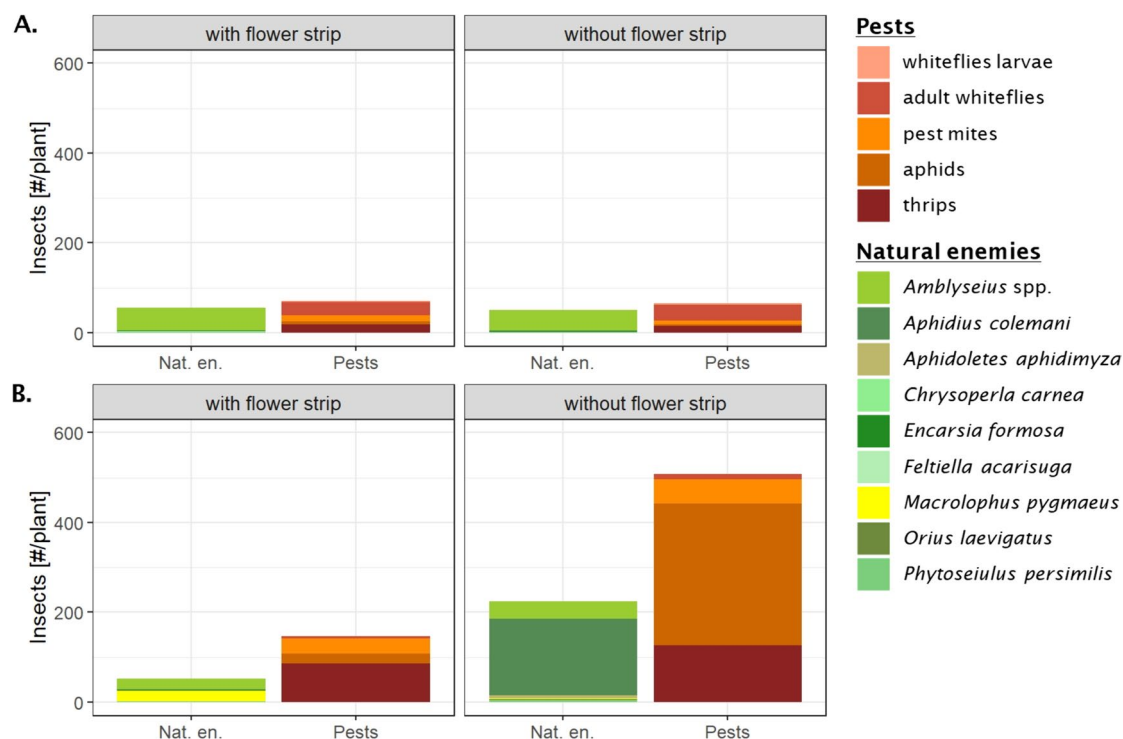 A.
with flower strip
without flower strip
600
400
200
0
Insects [#/plant]
Nat. en.
Pests
Nat. en.
Pests
B.
with flower strip
without flower strip
600
400
200
0
Insects [#/plant]
Nat. en.
Pests
Nat. en.
Pests
Pests
whiteflies larvae
adult whiteflies
pest mites
aphids
thrips
Natural enemies
Amblyseius spp.
Aphidius colemani
Aphidoletes aphidimyza
Chrysoperla carnea
Encarsia formosa
Feltiella acarisuga
Macrolophus pygmaeus
Orius laevigatus
Phytoseiulus persimilis